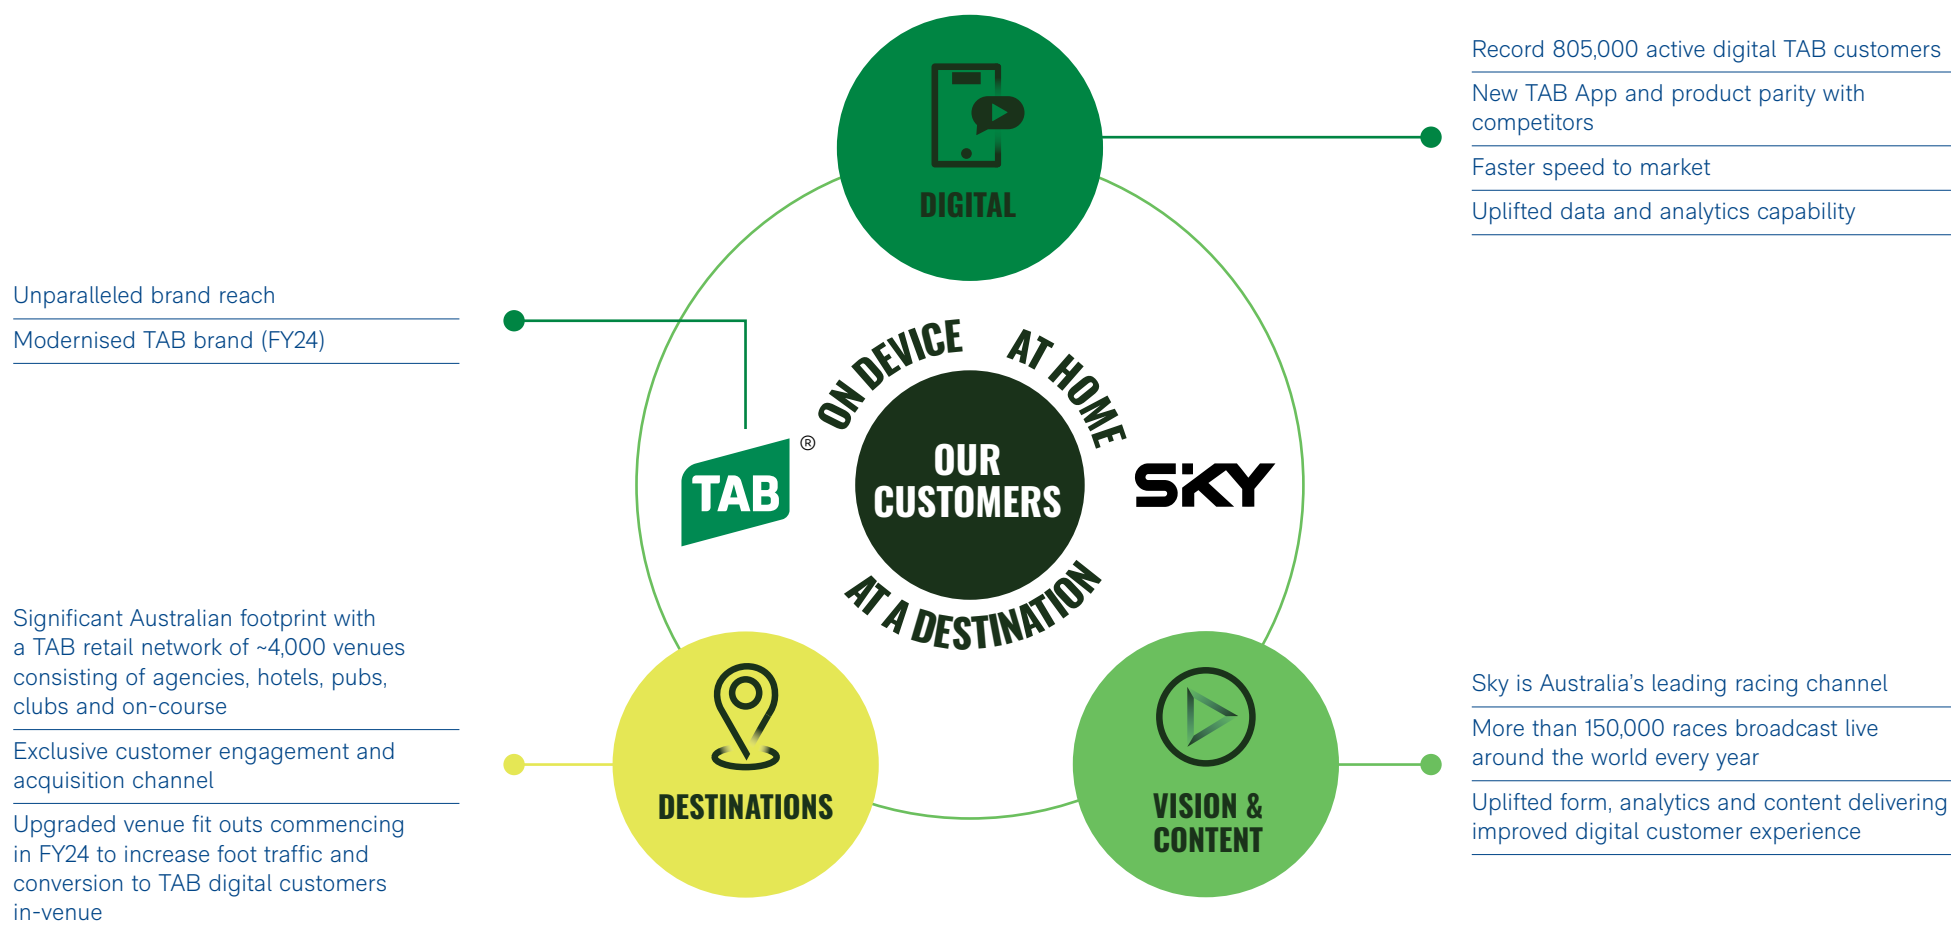 Record 805,000 active digital TAB customers
New TAB App and product parity with
competitors
Faster speed to market
Uplifted data and analytics capability
DIGITAL
Unparalleled brand reach
Modernised TAB brand (FY24)
ON DEVICE
AT HOME
TAB®
OUR
CUSTOMERS
SKY
AT A DESTINATION
Significant Australian footprint with
a TAB retail network of ~4,000 venues
consisting of agencies, hotels, pubs,
clubs and on-course
Exclusive customer engagement and
acquisition channel
Upgraded venue fit outs commencing
in FY24 to increase foot traffic and
conversion to TAB digital customers
in-venue
DESTINATIONS
VISION &
CONTENT
Sky is Australia’s leading racing channel
More than 150,000 races broadcast live
around the world every year
Uplifted form, analytics and content delivering
improved digital customer experience